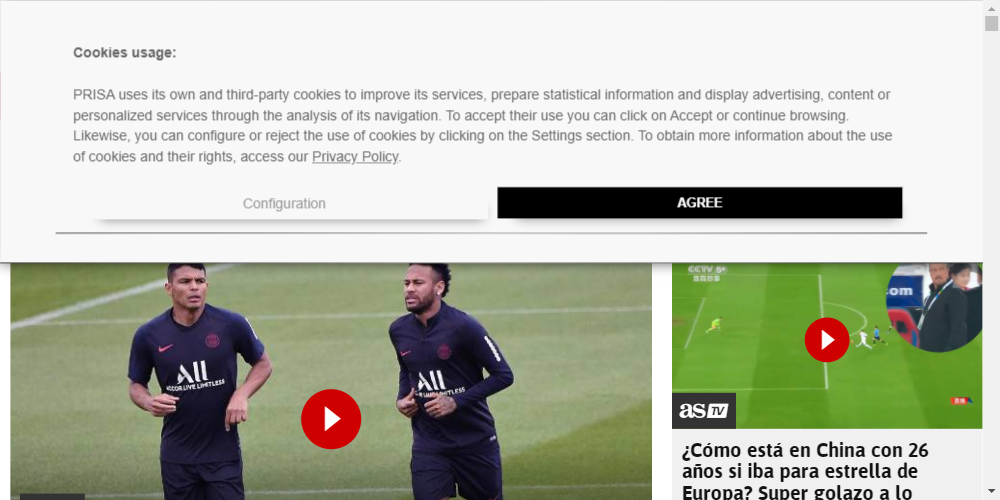 Cookies usage:
PRISA uses its own and third-party cookies to improve its services, prepare statistical information and display advertising, content or
personalized services through the analysis of its navigation. To accept their use you can click on Accept or continue browsing.
Likewise, you can configure or reject the use of cookies by clicking on the Settings section. To obtain more information about the use
of cookies and their rights, access our Privacy Policy.
Configuration
AGREE
All
ACCOR LIVE LIMITLESS
All
CCTV 5+
.com
as TV
¿Cómo está en China con 26
años si iba para estrella de
Europa? Super golazo a lo